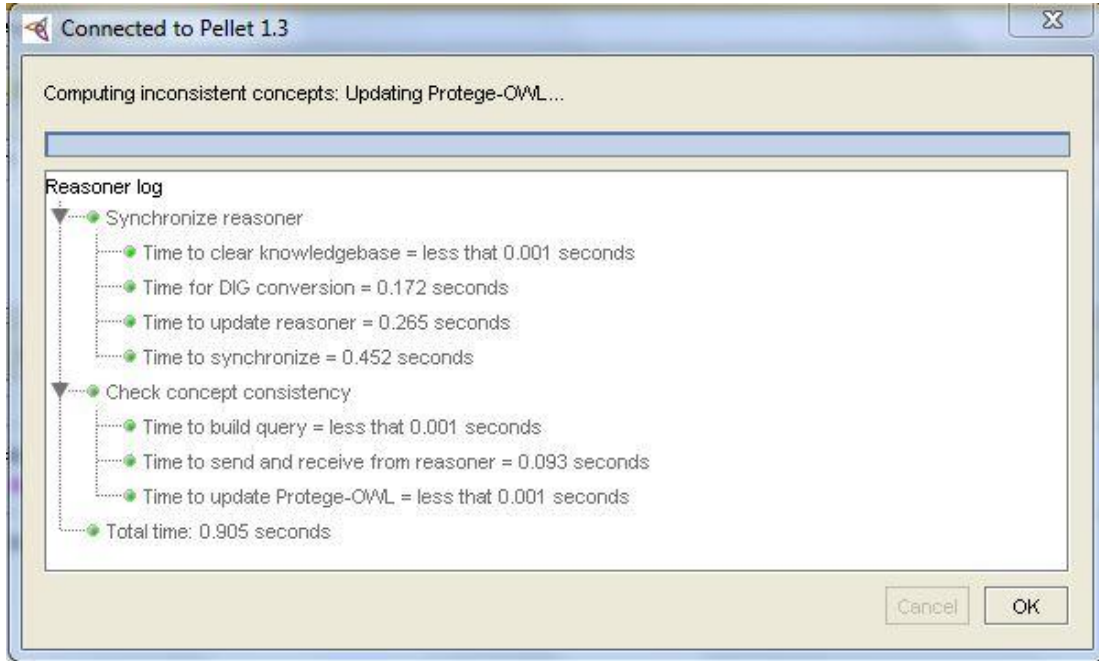 Connected to Pellet 1.3
Computing inconsistent concepts: Updating Protege-OWL...
Reasoner log
Synchronize reasoner
Time to clear knowledgebase = less that 0.001 seconds
Time for DIG conversion = 0.172 seconds
Time to update reasoner = 0.265 seconds
Time to synchronize = 0.452 seconds
Check concept consistency
Time to build query = less that 0.001 seconds
Time to send and receive from reasoner = 0.093 seconds
Time to update Protege-OWL = less that 0.001 seconds
Total time: 0.905 seconds
Cancel OK